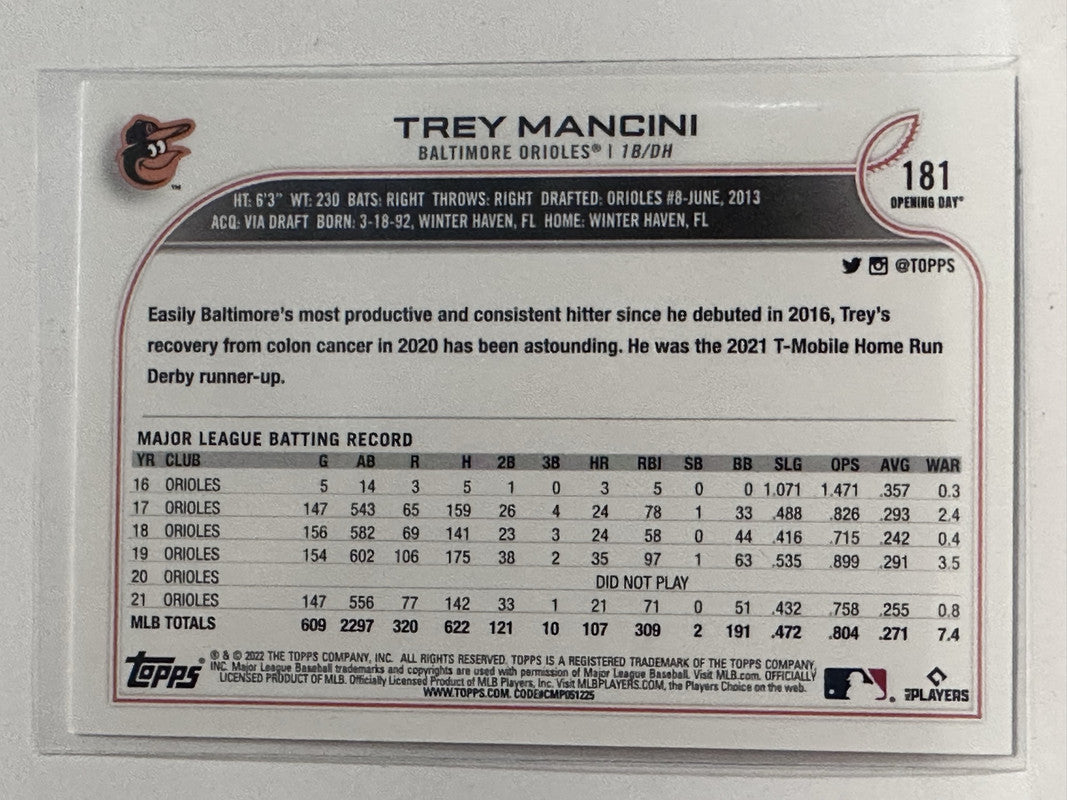 TREY MANCINI
BALTIMORE ORIOLES® | 1B/DH
181
OPENING DAY®
HT: 6'3" WT: 230 BATS: RIGHT THROWS: RIGHT DRAFTED: ORIOLES #8-JUNE, 2013
ACQ: VIA DRAFT BORN: 3-18-92, WINTER HAVEN, FL HOME: WINTER HAVEN, FL
@TOPPS
Easily Baltimore's most productive and consistent hitter since he debuted in 2016, Trey's
recovery from colon cancer in 2020 has been astounding. He was the 2021 T-Mobile Home Run
Derby runner-up.
MAJOR LEAGUE BATTING RECORD
YR CLUB G AB R H 2B 3B HR RBI SB BB SLG OPS AVG WAR
16 ORIOLES 5 14 3 5 1 0 3 5 0 0 1.071 1.471 .357 0.3
17 ORIOLES 147 543 65 159 26 4 24 78 1 33 .488 .826 .293 2.4
18 ORIOLES 156 582 69 141 23 3 24 58 0 44 .416 .715 .242 0.4
19 ORIOLES 154 602 106 175 38 2 35 97 1 63 .535 .899 .291 3.5
20 ORIOLES DID NOT PLAY
21 ORIOLES 147 556 77 142 33 1 21 71 0 51 .432 .758 .255 0.8
MLB TOTALS 609 2297 320 622 121 10 107 309 2 191 .472 .804 .271 7.4
topps®
® & © 2022 THE TOPPS COMPANY, INC. ALL RIGHTS RESERVED. TOPPS IS A REGISTERED TRADEMARK OF THE TOPPS COMPANY,
INC. Major League Baseball trademarks and copyrights are used with permission of Major League Baseball. Visit MLB.com. OFFICIALLY
LICENSED PRODUCT OF MLB. Officially Licensed Product of MLB Players, Inc. Visit MLBPLAYERS.COM, the Players Choice on the web.
WWW.TOPPS.COM. CODE#CMP051225
PLAYERS